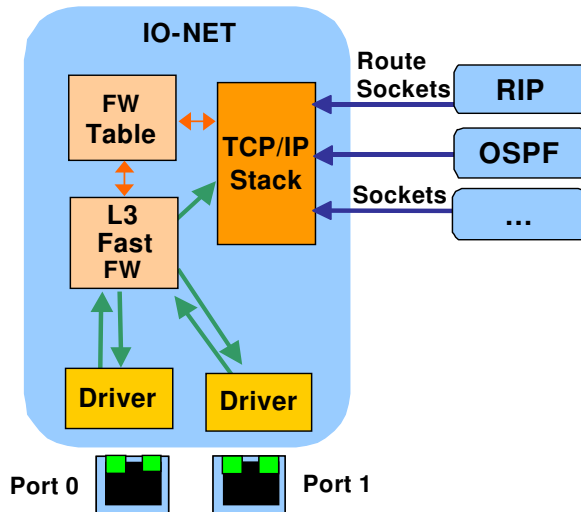 IO-NET
Route
Sockets
RIP
FW
Table
TCP/IP
Stack
OSPF
L3
Fast
FW
Sockets
...
Driver
Driver
Port 0
Port 1